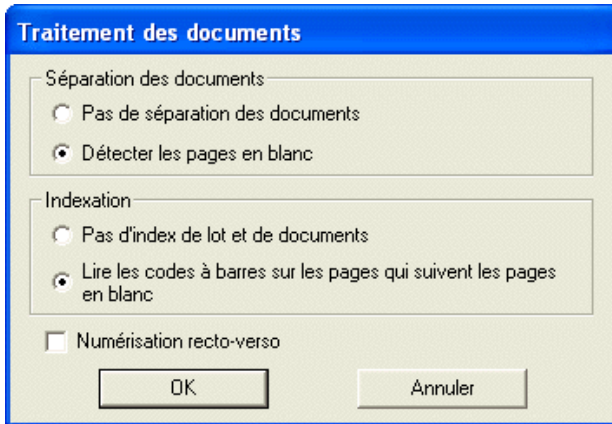 Traitement des documents
Séparation des documents
Pas de séparation des documents
Détecter les pages en blanc
Indexation
Pas d'index de lot et de documents
Lire les codes à barres sur les pages qui suivent les pages
en blanc
Numérisation recto-verso
OK
Annuler